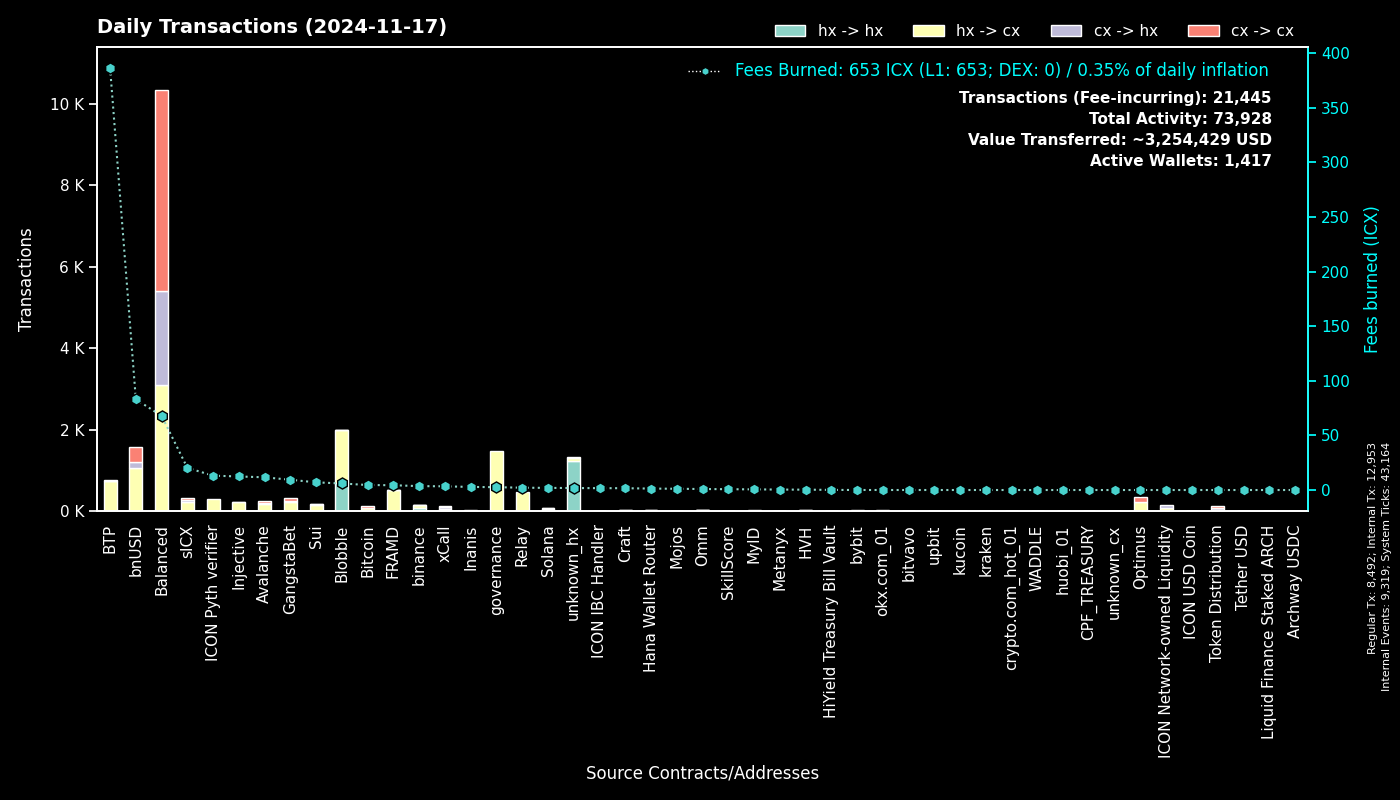 Daily Transactions (2024-11-17)
hx -> hx
hx -> cx
cx -> hx
cx -> cx
Fees Burned: 653 ICX (L1: 653; DEX: 0) / 0.35% of daily inflation
Transactions (Fee-incurring): 21,445
Total Activity: 73,928
Value Transferred: ~3,254,429 USD
Active Wallets: 1,417
Transactions
10 K
8 K
6 K
4 K
2 K
0 K
400
350
300
250
200
150
100
50
0
Fees burned (ICX)
BTP
bnUSD
Balanced
sICX
ICON Pyth verifier
Injective
Avalanche
GangstaBet
Sui
Blobble
Bitcoin
FRAMD
binance
xCall
Inanis
governance
Relay
Solana
unknown_hx
ICON IBC Handler
Craft
Hana Wallet Router
Mojos
Omm
SkillScore
MyID
Metanyx
HVH
HiYield Treasury Bill Vault
bybit
okx.com_01
bitvavo
upbit
kucoin
kraken
crypto.com_hot_01
WADDLE
huobi_01
CPF_TREASURY
unknown_cx
Optimus
ICON Network-owned Liquidity
ICON USD Coin
Token Distribution
Tether USD
Liquid Finance Staked ARCH
Archway USDC
Source Contracts/Addresses
Regular Tx: 8,492; Internal Tx: 12,953
Internal Events: 9,319; System Ticks: 43,164